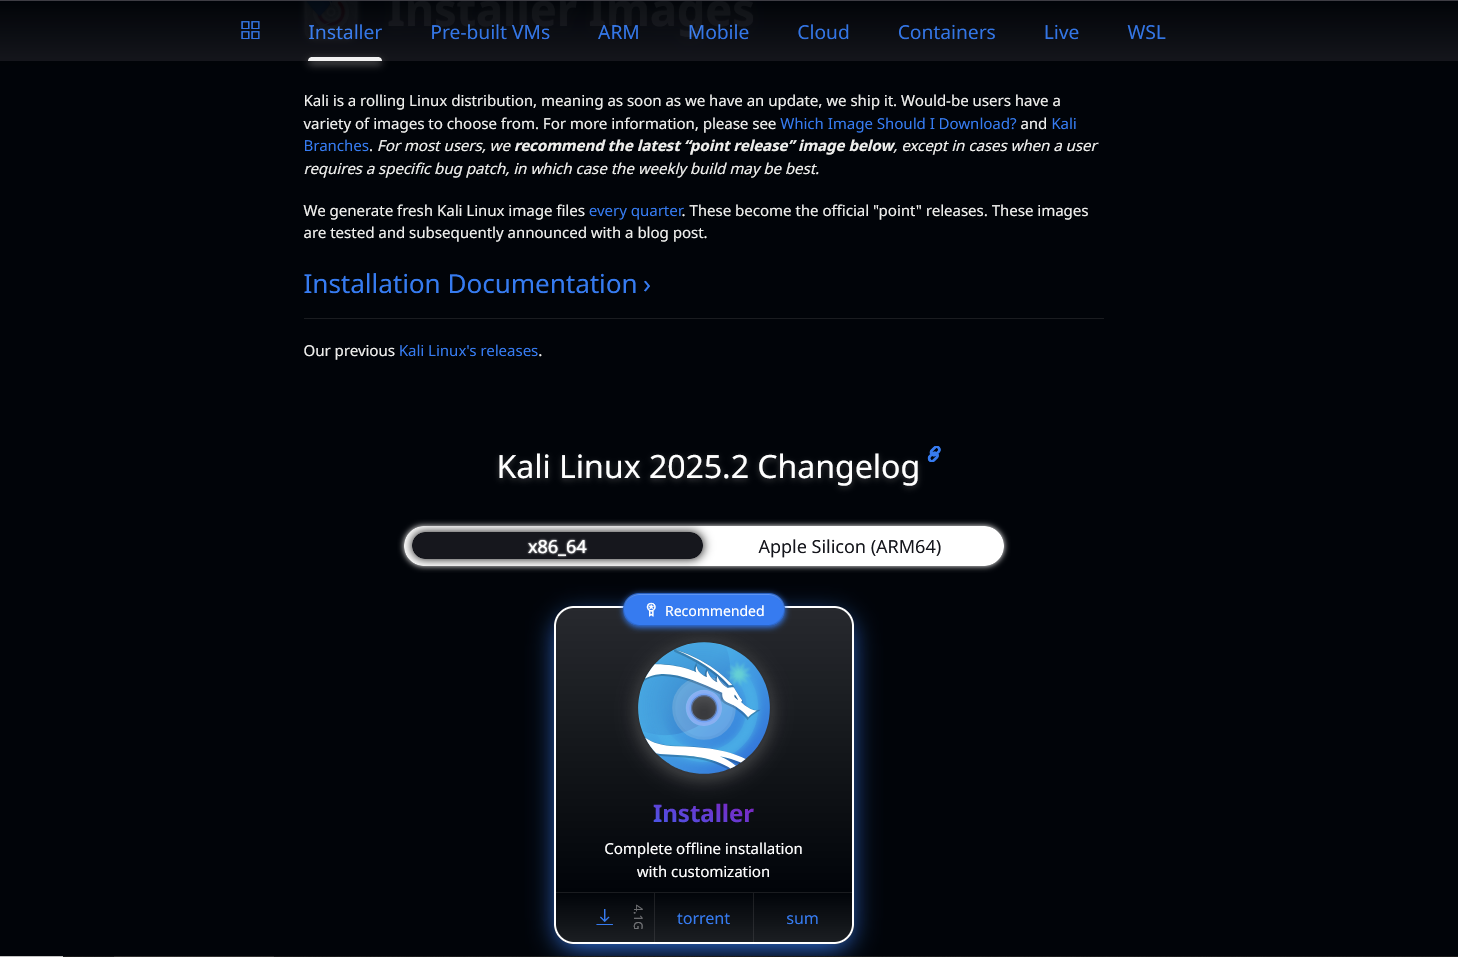 Installer Images
Installer Pre-built VMs ARM Mobile Cloud Containers Live WSL
Kali is a rolling Linux distribution, meaning as soon as we have an update, we ship it. Would-be users have a
variety of images to choose from. For more information, please see Which Image Should I Download? and Kali
Branches. For most users, we recommend the latest “point release” image below, except in cases when a user
requires a specific bug patch, in which case the weekly build may be best.
We generate fresh Kali Linux image files every quarter. These become the official "point" releases. These images
are tested and subsequently announced with a blog post.
Installation Documentation ›
Our previous Kali Linux's releases.
Kali Linux 2025.2 Changelog
x86_64 Apple Silicon (ARM64)
Recommended
Installer
Complete offline installation
with customization
4.1G torrent sum